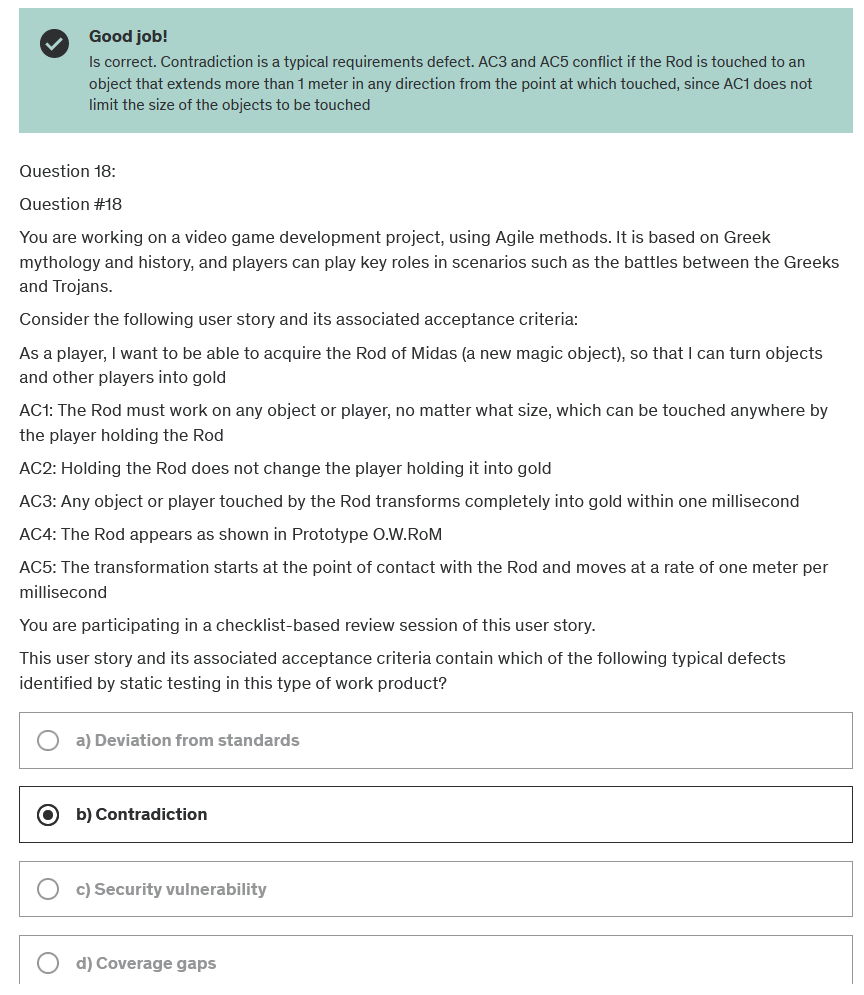 Good job!
Is correct. Contradiction is a typical requirements defect. AC3 and AC5 conflict if the Rod is touched to an
object that extends more than 1 meter in any direction from the point at which touched, since AC1 does not
limit the size of the objects to be touched
Question 18:
Question #18
You are working on a video game development project, using Agile methods. It is based on Greek
mythology and history, and players can play key roles in scenarios such as the battles between the Greeks
and Trojans.
Consider the following user story and its associated acceptance criteria:
As a player, I want to be able to acquire the Rod of Midas (a new magic object), so that I can turn objects
and other players into gold
AC1: The Rod must work on any object or player, no matter what size, which can be touched anywhere by
the player holding the Rod
AC2: Holding the Rod does not change the player holding it into gold
AC3: Any object or player touched by the Rod transforms completely into gold within one millisecond
AC4: The Rod appears as shown in Prototype O.W.RoM
AC5: The transformation starts at the point of contact with the Rod and moves at a rate of one meter per
millisecond
You are participating in a checklist-based review session of this user story.
This user story and its associated acceptance criteria contain which of the following typical defects
identified by static testing in this type of work product?
a) Deviation from standards
b) Contradiction
c) Security vulnerability
d) Coverage gaps